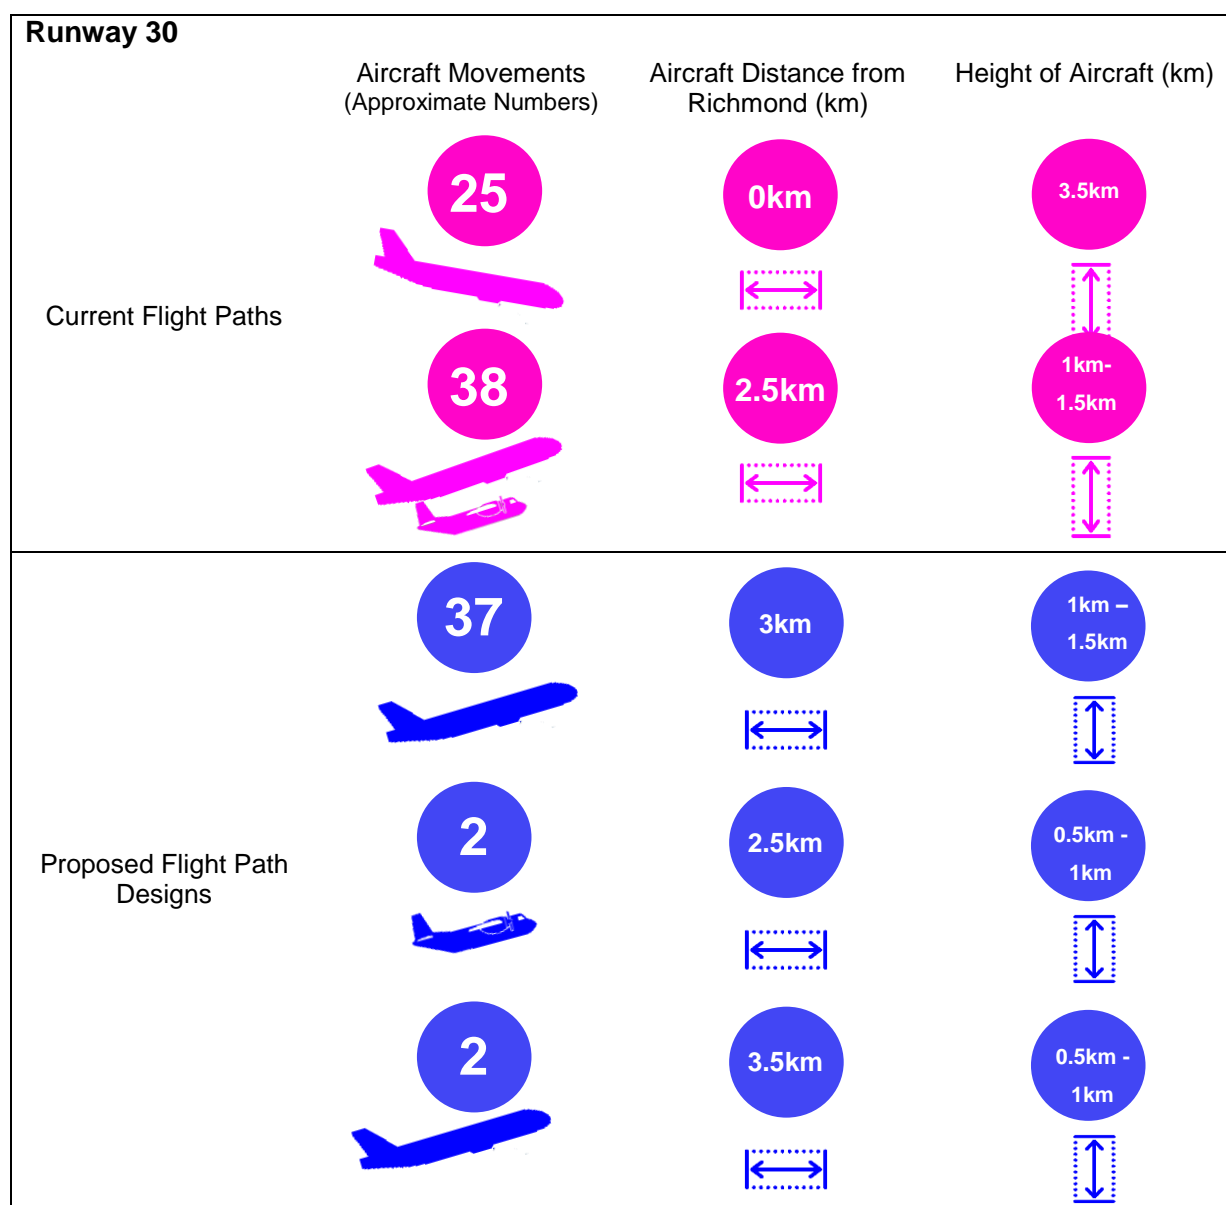 Runway 30
Aircraft Movements
(Approximate Numbers)
Aircraft Distance from
Richmond (km)
Height of Aircraft (km)
Current Flight Paths
25
0km
3.5km
38
2.5km
1km-
1.5km
Proposed Flight Path
Designs
37
3km
1km –
1.5km
2
2.5km
0.5km -
1km
2
3.5km
0.5km -
1km